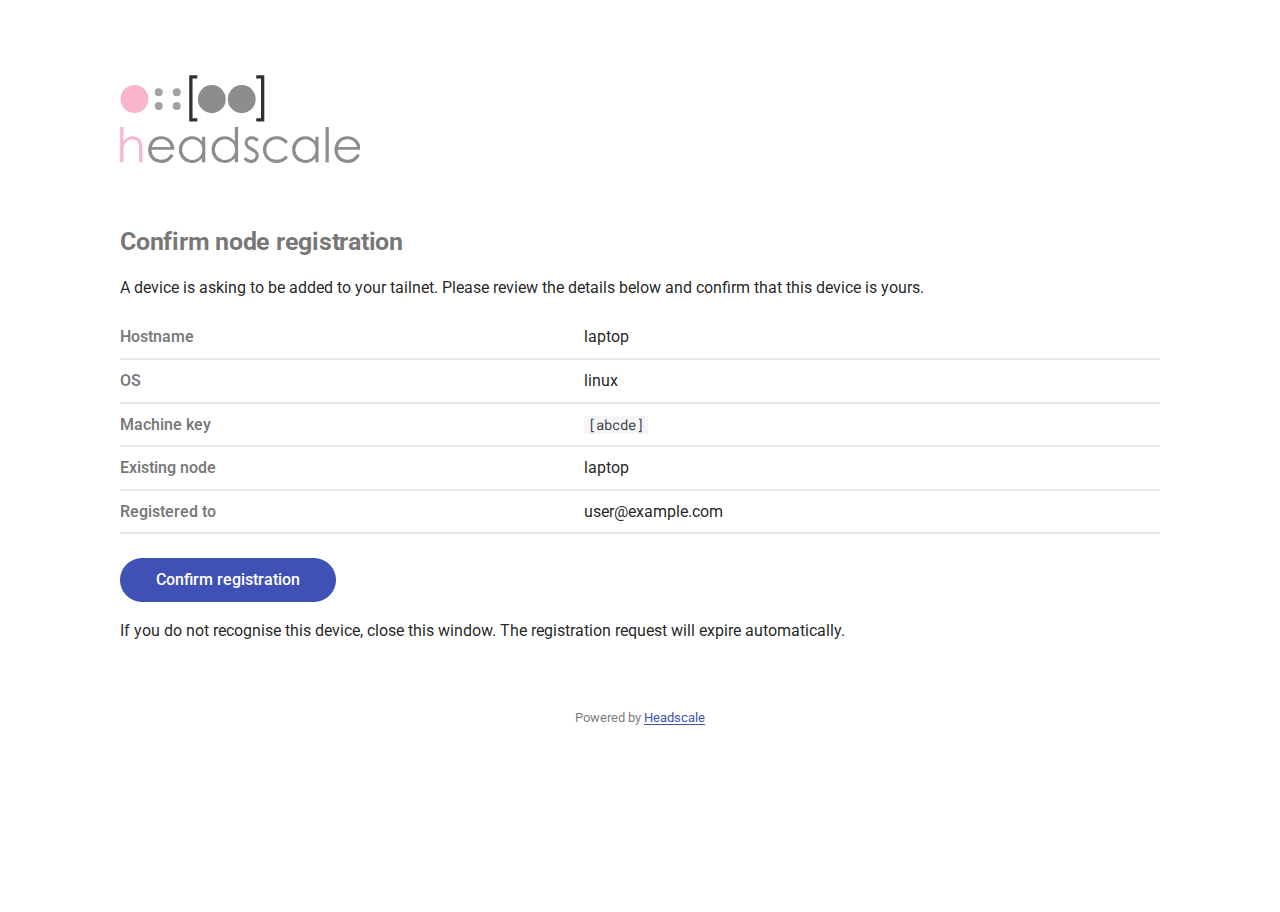 headscale
Confirm node registration
A device is asking to be added to your tailnet. Please review the details below and confirm that this device is yours.
Hostname laptop
OS linux
Machine key [abcde]
Existing node laptop
Registered to user@example.com
Confirm registration
If you do not recognise this device, close this window. The registration request will expire automatically.
Powered by Headscale